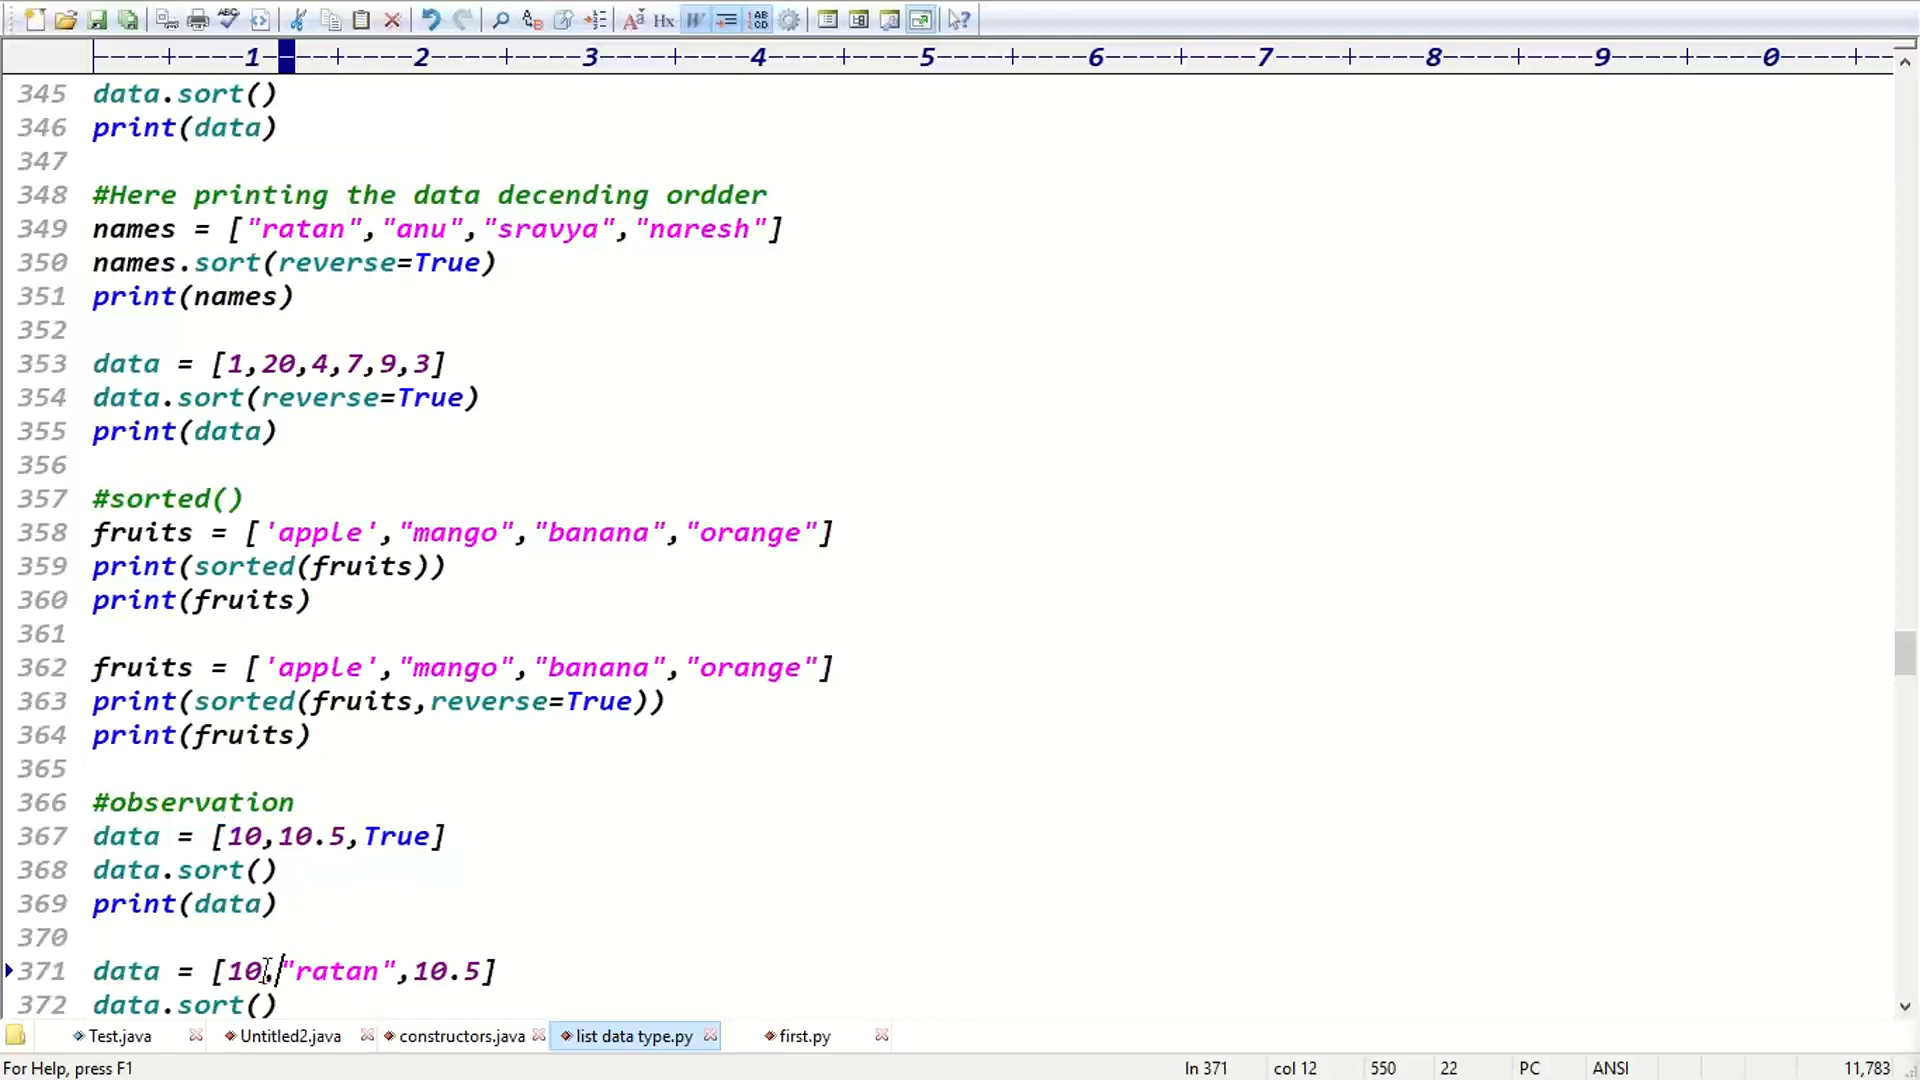 |----+----1----+----2----+----3----+----4----+----5----+----6----+----7----+----8----+----9----+----0----+--
345 data.sort()
346 print(data)
347
348 #Here printing the data decending ordder
349 names = ["ratan","anu","sravya","naresh"]
350 names.sort(reverse=True)
351 print(names)
352
353 data = [1,20,4,7,9,3]
354 data.sort(reverse=True)
355 print(data)
356
357 #sorted()
358 fruits = ['apple',"mango","banana","orange"]
359 print(sorted(fruits))
360 print(fruits)
361
362 fruits = ['apple',"mango","banana","orange"]
363 print(sorted(fruits,reverse=True))
364 print(fruits)
365
366 #observation
367 data = [10,10.5,True]
368 data.sort()
369 print(data)
370
371 data = [10,"ratan",10.5]
372 data.sort()
Test.java Untitled2.java constructors.java list data type.py first.py
For Help, press F1 ln 371 col 12 550 22 PC ANSI 11,783